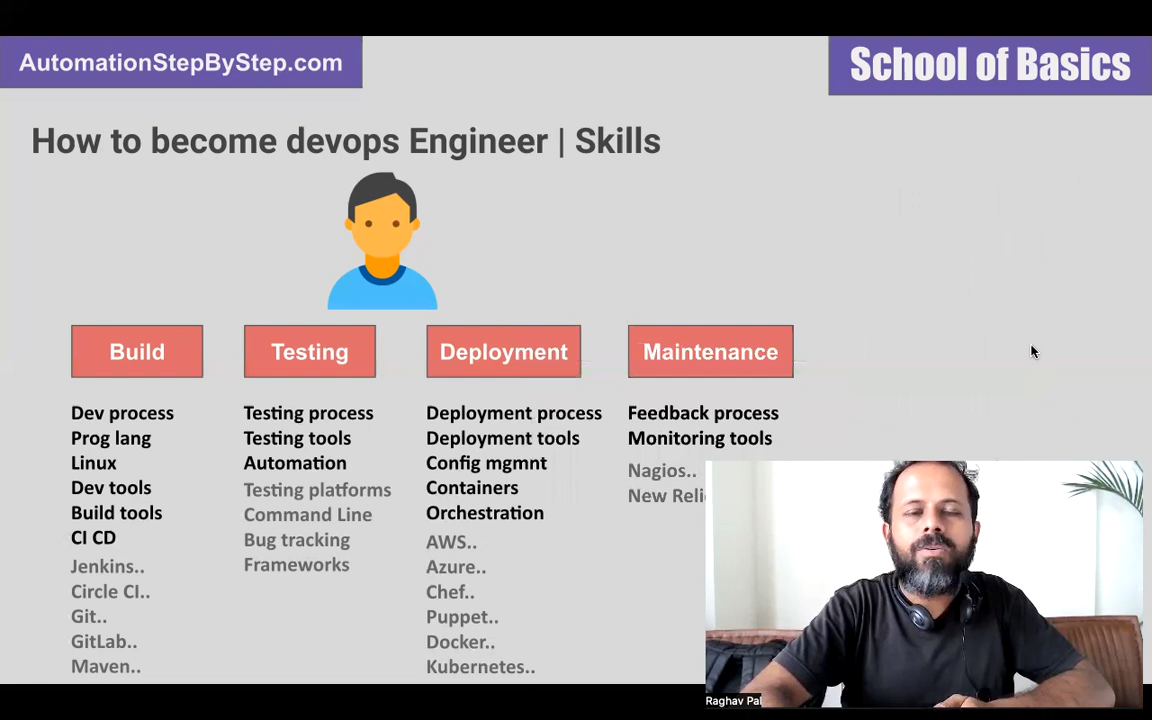 AutomationStepByStep.com
School of Basics
How to become devops Engineer | Skills
Build
Dev process
Prog lang
Linux
Dev tools
Build tools
CI CD
Jenkins..
Circle CI..
Git..
GitLab..
Maven..
Testing
Testing process
Testing tools
Automation
Testing platforms
Command Line
Bug tracking
Frameworks
Deployment
Deployment process
Deployment tools
Config mgmnt
Containers
Orchestration
AWS..
Azure..
Chef..
Puppet..
Docker..
Kubernetes..
Maintenance
Feedback process
Monitoring tools
Nagios..
New Reli
Raghav Pal